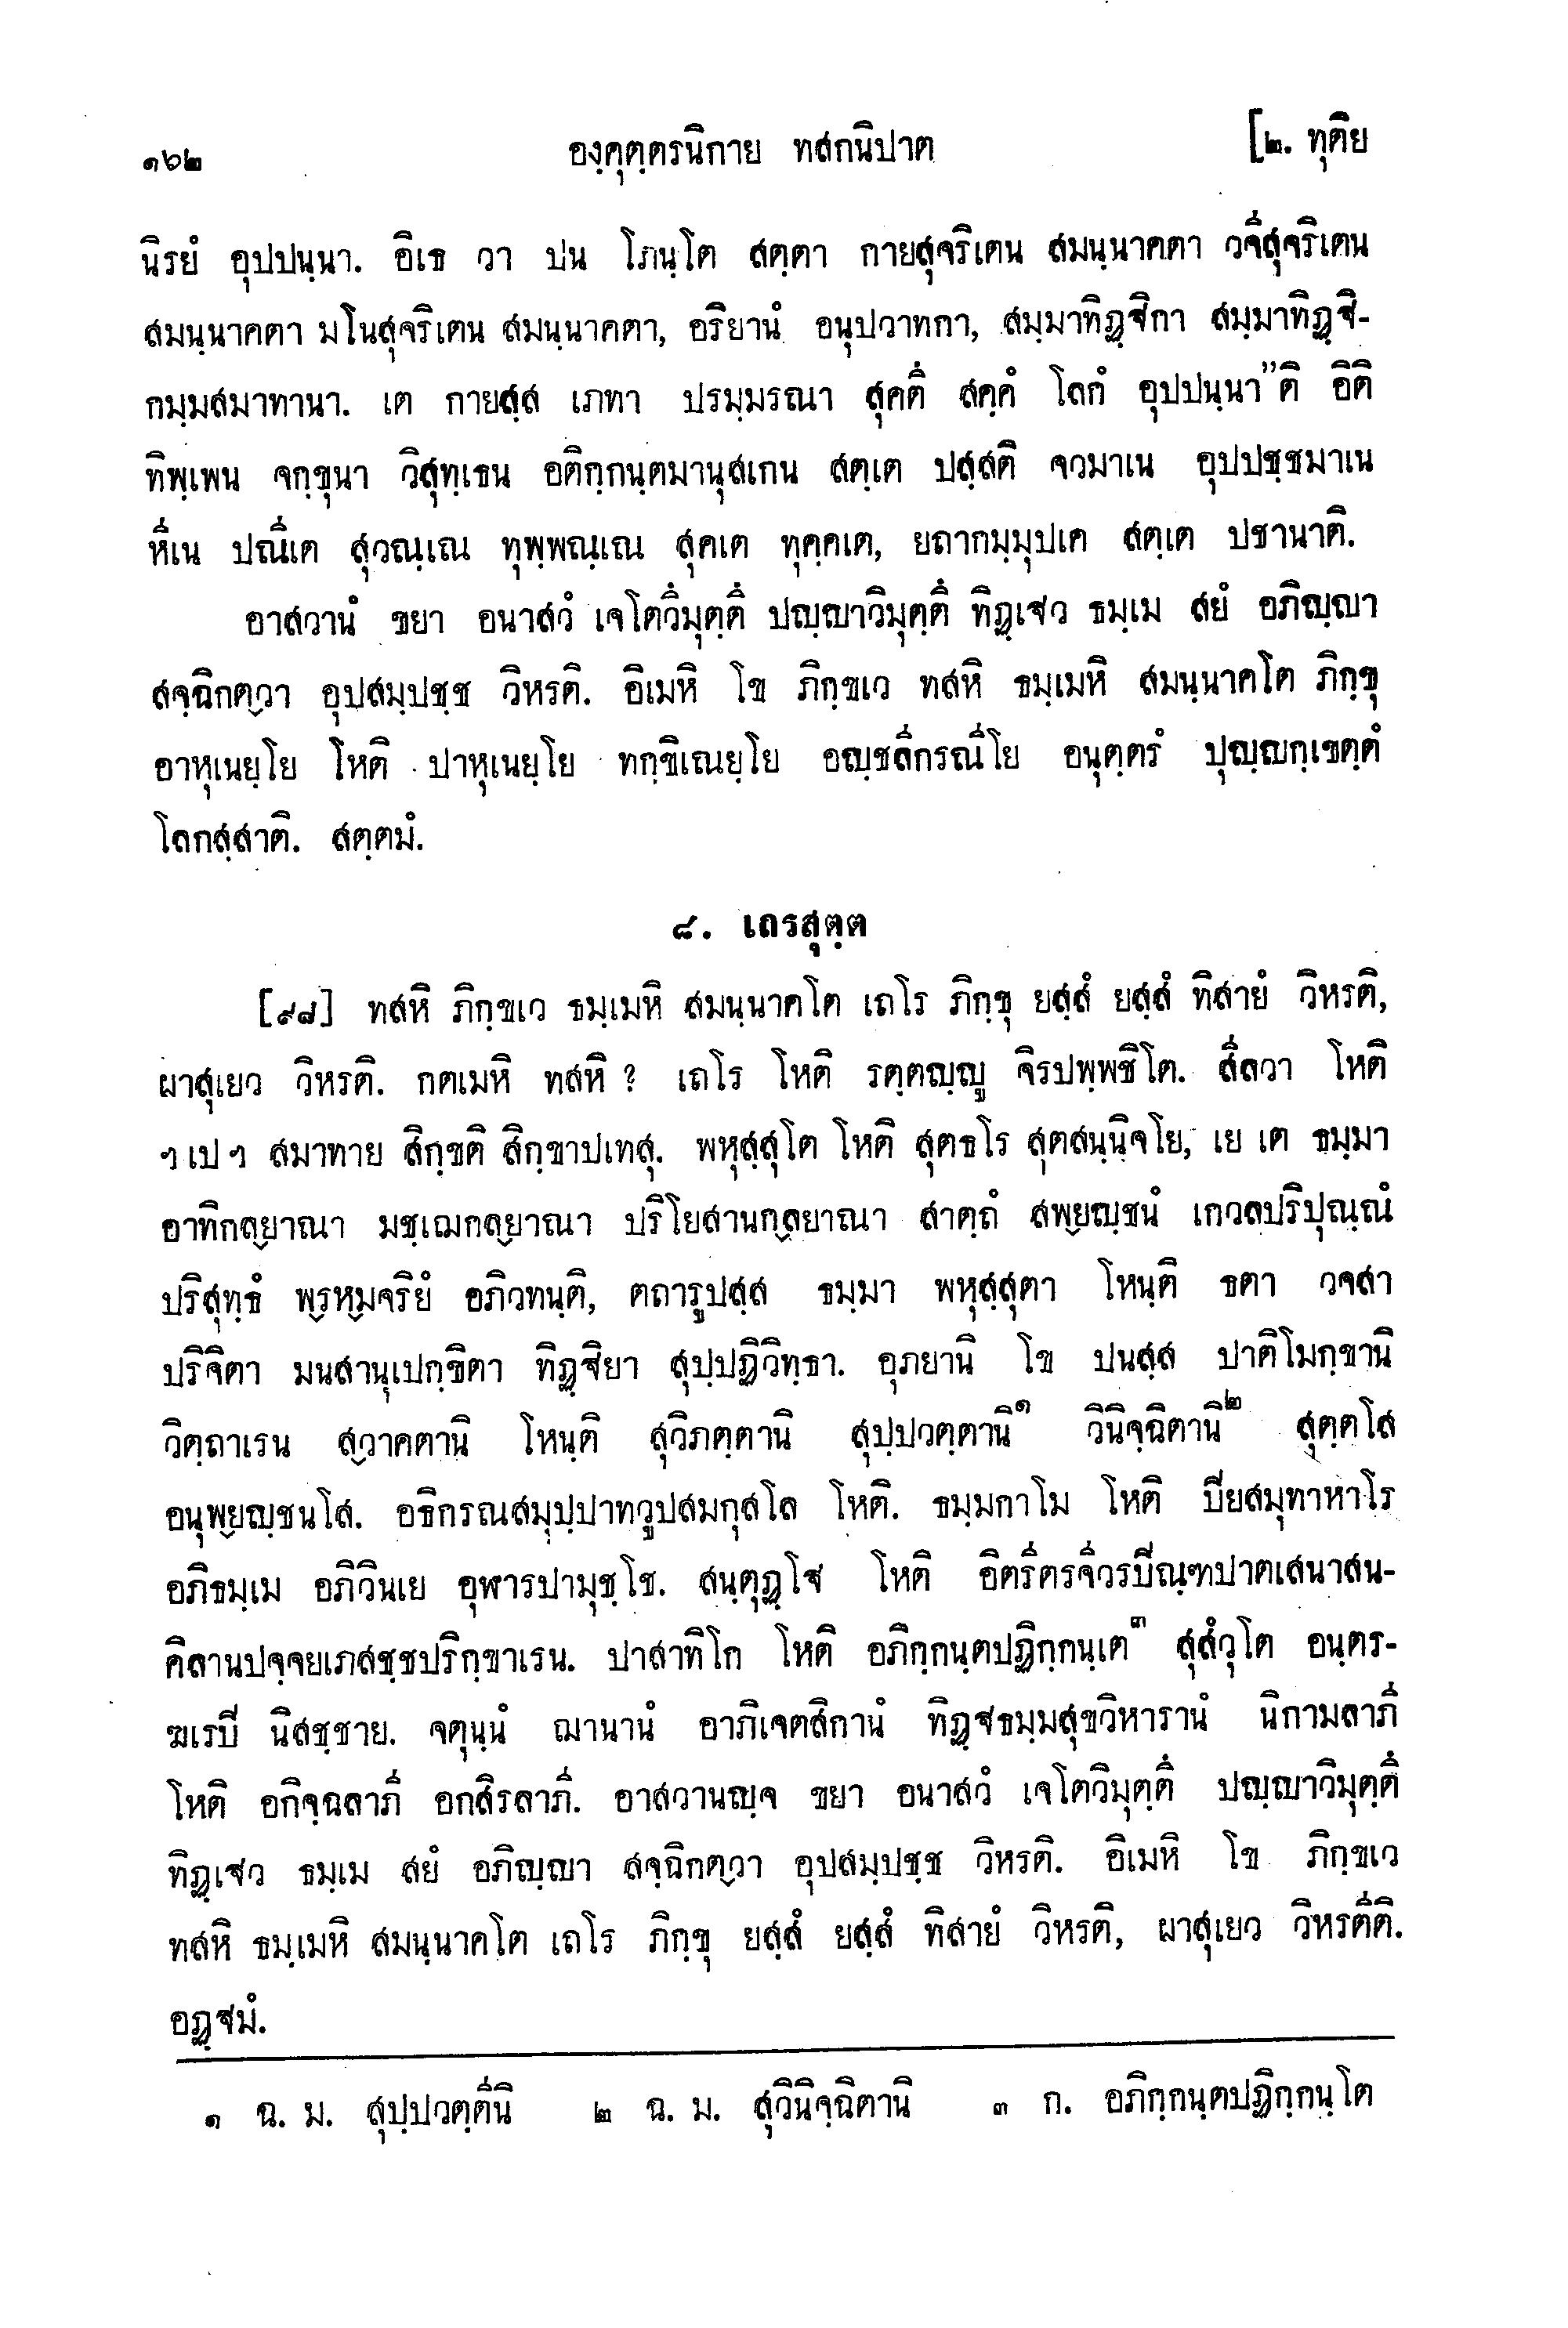 ๑๖๒ องฺคุตฺตรนิกาย ทสกนิปาต [๒. ทุติย
นิรยํ อุปปนฺนา. อิเธ วา ปน โภนฺโต สตฺตา กายสุจริเตน สมนฺนาคตา วจีสุจริเตน
สมนฺนาคตา มโนสุจริเตน สมนฺนาคตา, อริยานํ อนุปวาทกา, สมฺมาทิฏฺฐิกา สมฺมาทิฏฺฐิ-
กมฺมสมาทานา. เต กายสฺส เภทา ปรมฺมรณา สุคตึ สคฺคํ โลกํ อุปปนฺนา”ติ อิติ
ทิพฺเพน จกฺขุนา วิสุทฺเธน อติกฺกนฺตมานุสเกน สตฺเต ปสฺสติ จวมาเน อุปปชฺชมาเน
หีเน ปณีเต สุวณฺเณ ทุพฺพณฺเณ สุคเต ทุคฺคเต, ยถากมฺมุปเค สตฺเต ปชานาติ.
อาสวานํ ขยา อนาสวํ เจโตวิมุตฺตึ ปญฺญาวิมุตฺตึ ทิฏฺเฐว ธมฺเม สยํ อภิญฺญา
สจฺฉิกตฺวา อุปสมฺปชฺช วิหรติ. อิเมหิ โข ภิกฺขเว ทสหิ ธมฺเมหิ สมนฺนาคโต ภิกฺขุ
อาหุเนยฺโย โหติ ปาหุเนยฺโย ทกฺขิเณยฺโย อญฺชลีกรณีโย อนุตฺตรํ ปุญฺญกฺเขตฺตํ
โลกสฺสาติ. สตฺตมํ.
๘. เถรสุตฺต
[๙๘] ทสหิ ภิกฺขเว ธมฺเมหิ สมนฺนาคโต เถโร ภิกฺขุ ยสฺสํ ยสฺสํ ทิสายํ วิหรติ,
ผาสุเยว วิหรติ. กตเมหิ ทสหิ ? เถโร โหติ รตฺตญฺญู จิรปพฺพชิโต. สีลวา โหติ
ฯ เป ฯ สมาทาย สิกฺขติ สิกฺขาปเทสุ. พหุสฺสุโต โหติ สุตธโร สุตสนฺนิจโย, เย เต ธมฺมา
อาทิกลฺยาณา มชฺเฌกลฺยาณา ปริโยสานกลฺยาณา สาตฺถํ สพฺยญฺชนํ เกวลปริปุณฺณํ
ปริสุทฺธํ พฺรหฺมจริยํ อภิวทนฺติ, ตถารูปสฺส ธมฺมา พหุสฺสุตา โหนฺติ ธตา วจสา
ปริจิตา มนสานุเปกฺขิตา ทิฏฺฐิยา สุปฺปฏิวิทฺธา. อุภยานิ โข ปนสฺส ปาติโมกฺขานิ
วิตฺถาเรน สฺวาคตานิ โหนฺติ สุวิภตฺตานิ สุปฺปวตฺตานิ๑ วินิจฺฉิตานิ๒ สุตฺตโส
อนุพฺยญฺชนโส. อธิกรณสมุปฺปาทวูปสมกุสโล โหติ. ธมฺมกาโม โหติ ปิยสมุทาหาโร
อภิธมฺเม อภิวินเย อุฬารปามุชฺโช. สนฺตุฏฺโฐ โหติ อิตรีตรจีวรปิณฺฑปาตเสนาสน-
คิลานปจฺจยเภสชฺชปริกฺขาเรน. ปาสาทิโก โหติ อภิกฺกนฺตปฏิกฺกนฺเต๓ สุสํวุโต อนฺตร-
ฆเรปิ นิสชฺชาย. จตุนฺนํ ฌานานํ อาภิเจตสิกานํ ทิฏฺฐธมฺมสุขวิหารานํ นิกามลาภี
โหติ อกิจฺฉลาภี อกสิรลาภี. อาสวานญฺจ ขยา อนาสวํ เจโตวิมุตฺตึ ปญฺญาวิมุตฺตึ
ทิฏฺเฐว ธมฺเม สยํ อภิญฺญา สจฺฉิกตฺวา อุปสมฺปชฺช วิหรติ. อิเมหิ โข ภิกฺขเว
ทสหิ ธมฺเมหิ สมนฺนาคโต เถโร ภิกฺขุ ยสฺสํ ยสฺสํ ทิสายํ วิหรติ, ผาสุเยว วิหรตีติ.
อฏฺฐมํ.
๑ ฉ. ม. สุปฺปวตฺตีนิ ๒ ฉ. ม. สุวินิจฺฉิตานิ ๓ ก. อภิกฺกนฺตปฏิกฺกนฺโต